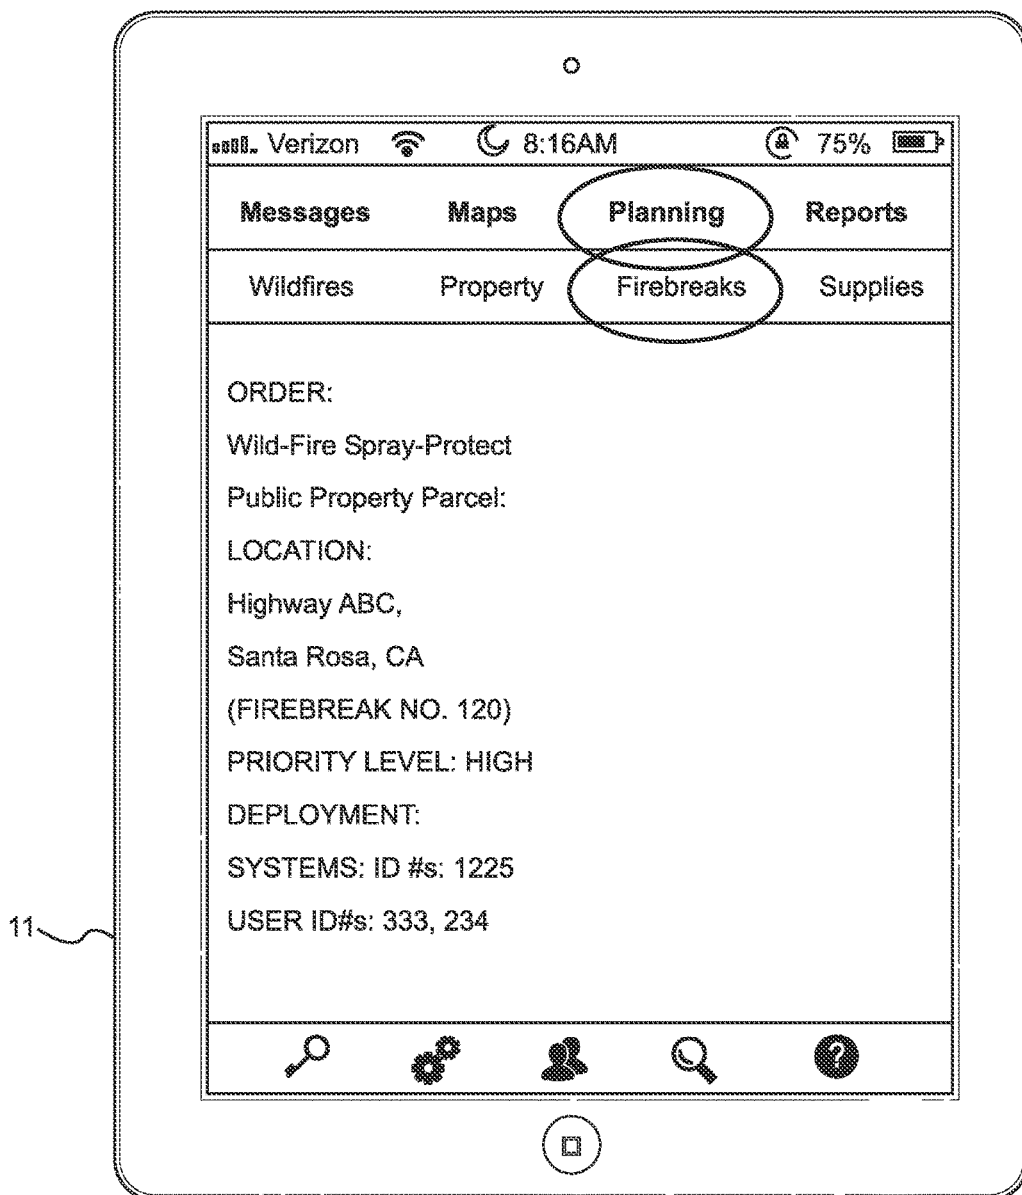 Verizon 8:16AM 75%
Messages Maps Planning Reports
Wildfires Property Firebreaks Supplies
ORDER:
Wild-Fire Spray-Protect
Public Property Parcel:
LOCATION:
Highway ABC,
Santa Rosa, CA
(FIREBREAK NO. 120)
PRIORITY LEVEL: HIGH
DEPLOYMENT:
SYSTEMS: ID #s: 1225
USER ID#s: 333, 234
11
?